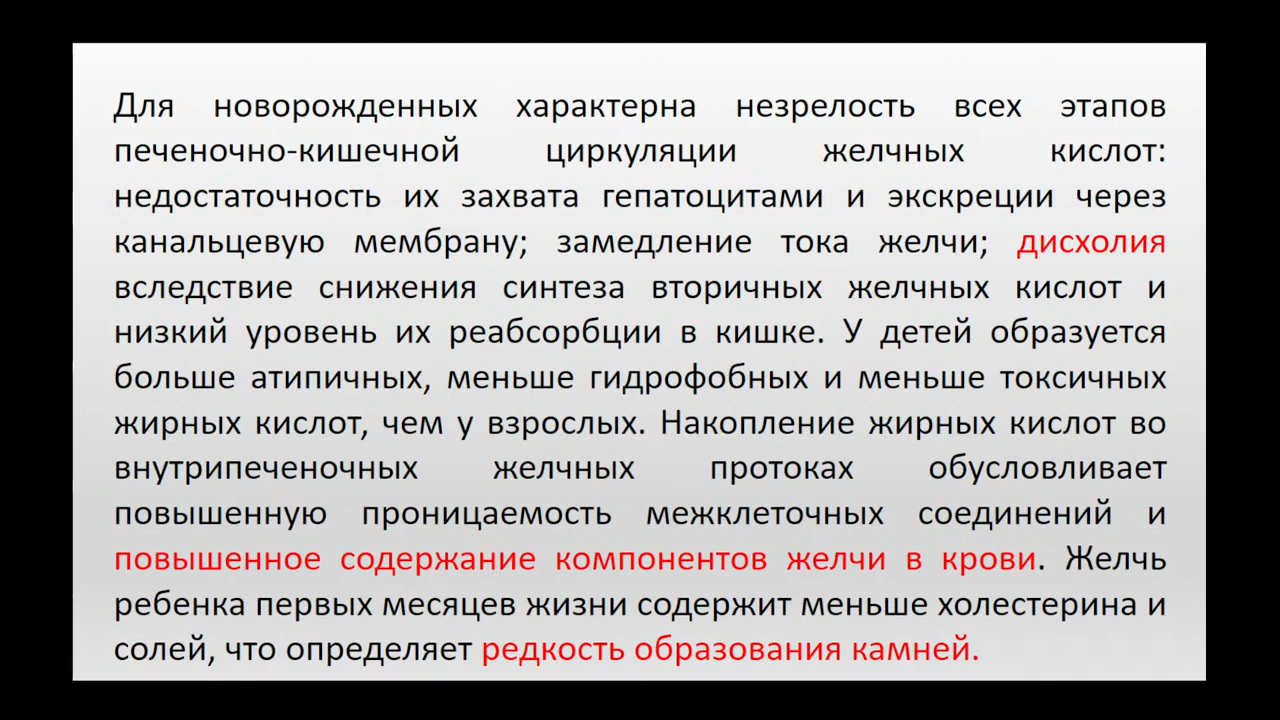 Для новорожденных характерна незрелость всех этапов
печеночно-кишечной циркуляции желчных кислот:
недостаточность их захвата гепатоцитами и экскреции через
канальцевую мембрану; замедление тока желчи; дисхолия
вследствие снижения синтеза вторичных желчных кислот и
низкий уровень их реабсорбции в кишке. У детей образуется
больше атипичных, меньше гидрофобных и меньше токсичных
жирных кислот, чем у взрослых. Накопление жирных кислот во
внутрипеченочных желчных протоках обусловливает
повышенную проницаемость межклеточных соединений и
повышенное содержание компонентов желчи в крови. Желчь
ребенка первых месяцев жизни содержит меньше холестерина и
солей, что определяет редкость образования камней.